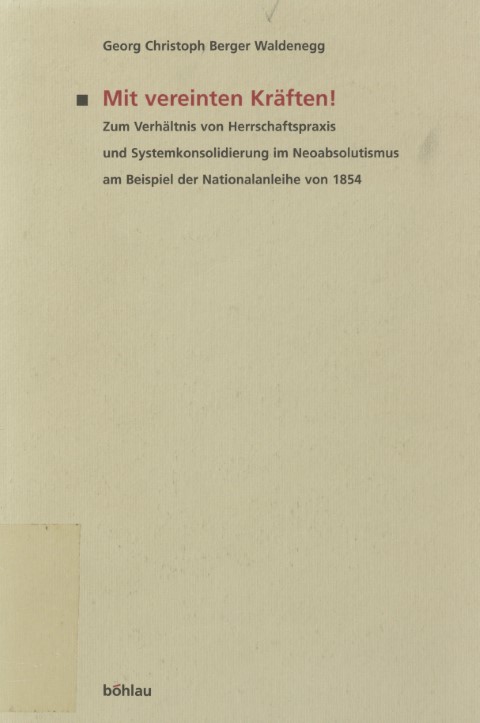 Georg Christoph Berger Waldenegg
Mit vereinten Kräften!
Zum Verhältnis von Herrschaftspraxis
und Systemkonsolidierung im Neoabsolutismus
am Beispiel der Nationalanleihe von 1854
böhlau